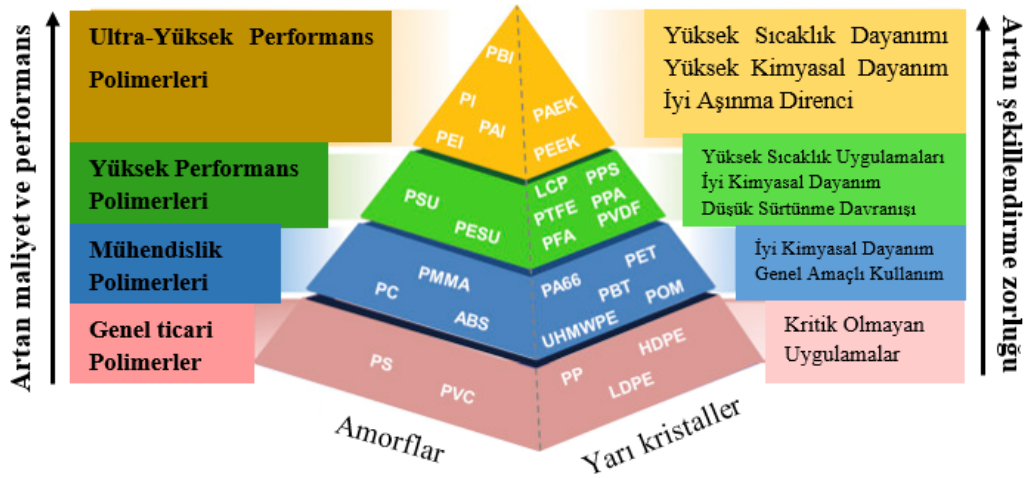 Artan maliyet ve performans
Ultra-Yüksek Performans
Polimerleri
Yüksek Performans
Polimerleri
Mühendislik
Polimerleri
Genel ticari
Polimerler
PBI
PI
PAI
PEI
PAEK
PEEK
PSU
PESU
LCP
PPS
PTFE
PPA
PFA
PVDF
PMMA
PC
ABS
PET
PA66
PBT
POM
UHMWPE
PS
PVC
HDPE
PP
LDPE
Amorflar
Yarı kristaller
Yüksek Sıcaklık Dayanımı
Yüksek Kimyasal Dayanım
İyi Aşınma Direnci
Yüksek Sıcaklık Uygulamaları
İyi Kimyasal Dayanım
Düşük Sürtünme Davranışı
İyi Kimyasal Dayanım
Genel Amaçlı Kullanım
Kritik Olmayan
Uygulamalar
Artan şekillendirme zorluğu